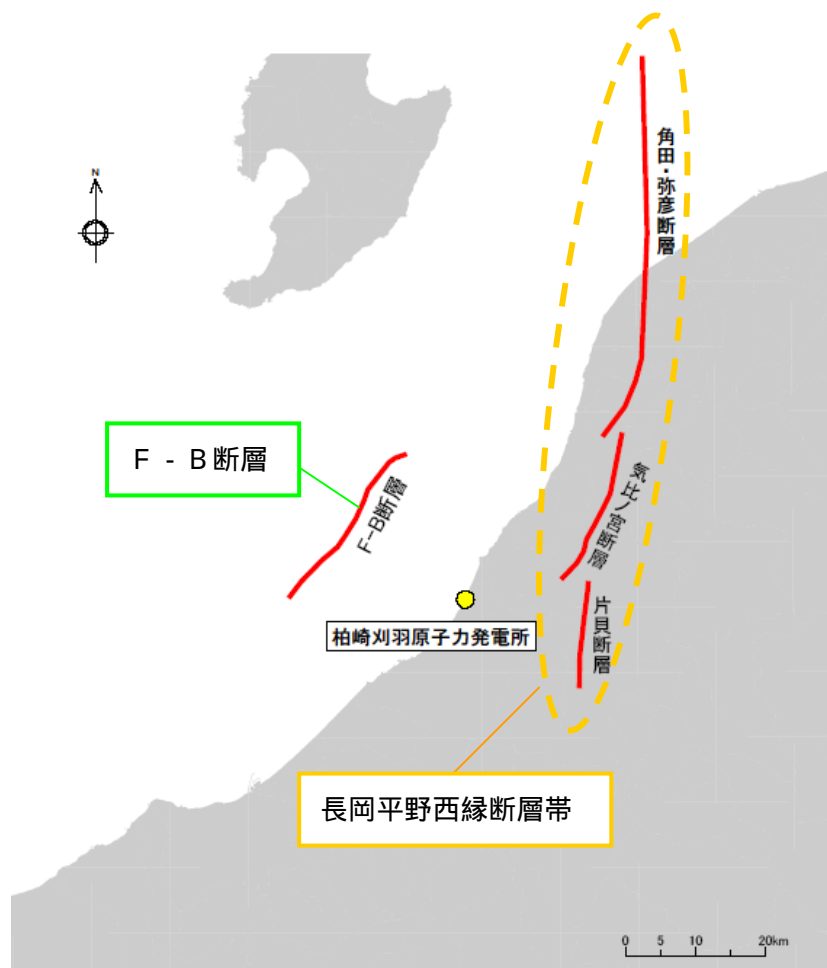 N
角田・弥彦断層
F - B断層
F-B断層
気比ノ宮断層
片貝断層
柏崎刈羽原子力発電所
長岡平野西縁断層帯
0 5 10 20km